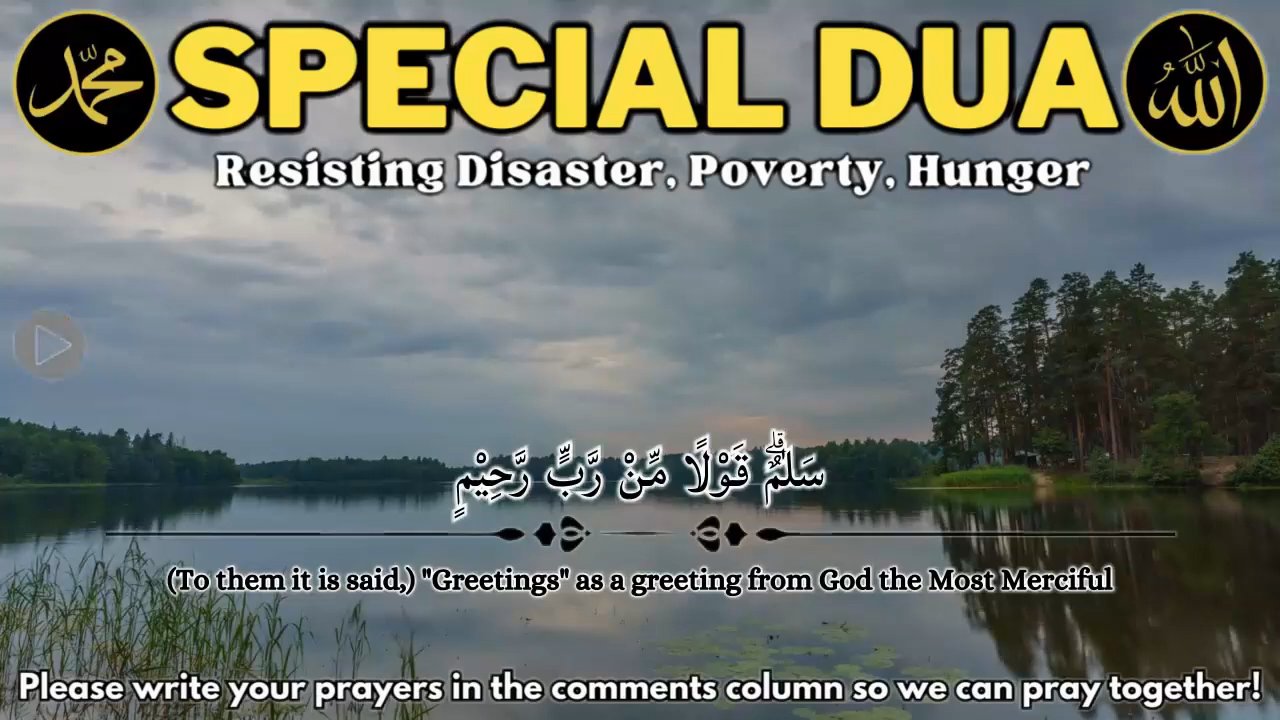 محمد
SPECIAL DUA
الله
Resisting Disaster, Poverty, Hunger
سَلٰمٌۗ قَوْلًا مِّنْ رَّبٍّ رَّحِيْمٍ
(To them it is said,) "Greetings" as a greeting from God the Most Merciful
Please write your prayers in the comments column so we can pray together!